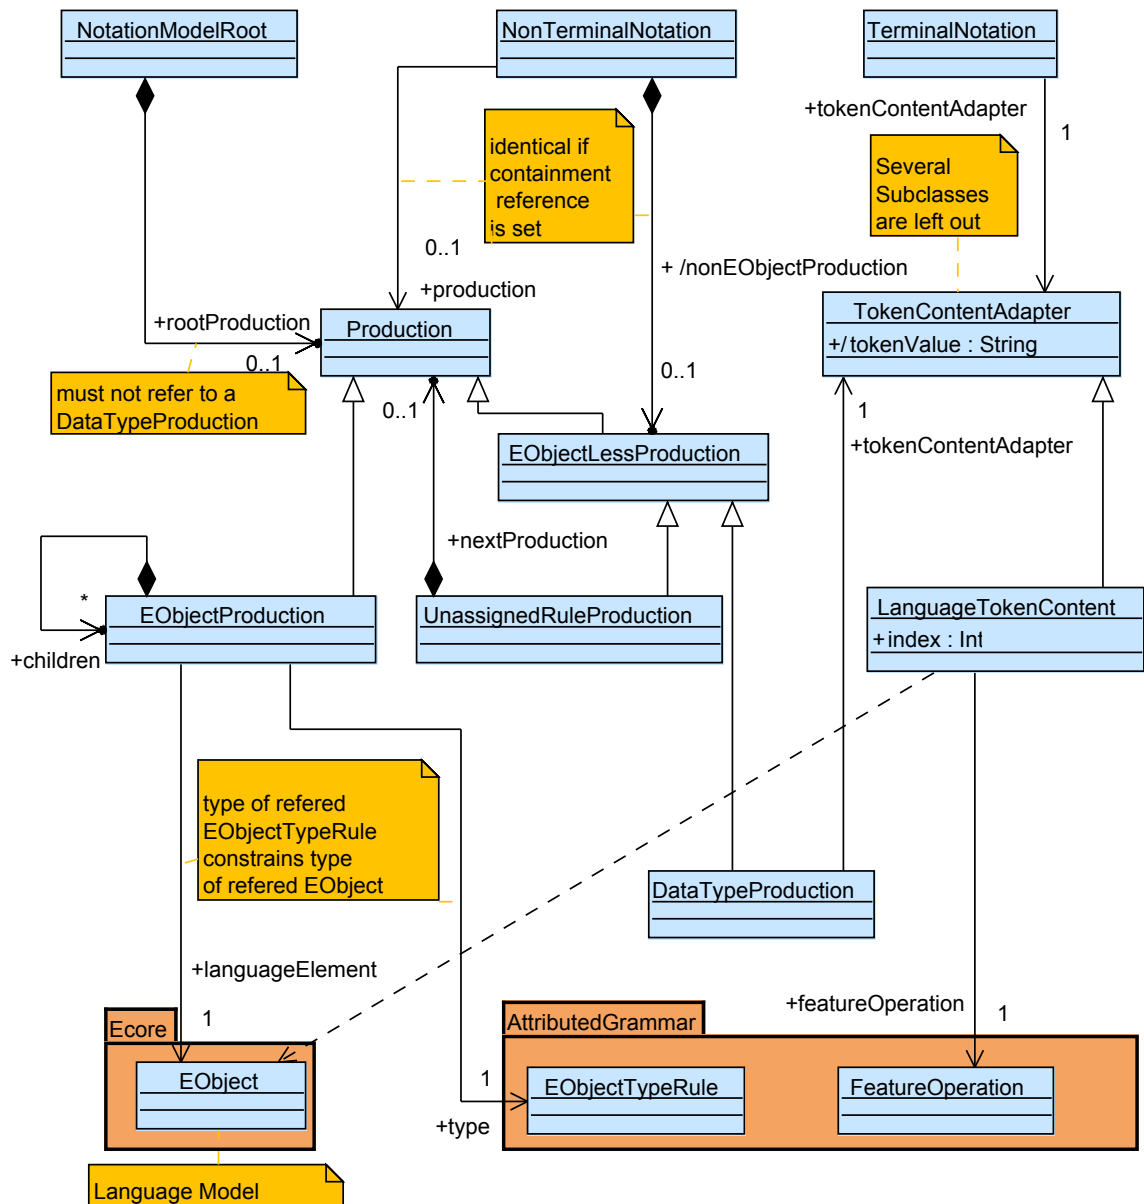 NotationModelRoot
NonTerminalNotation
TerminalNotation
+tokenContentAdapter
1
identical if
containment
reference
is set
Several
Subclasses
are left out
0..1
+ /nonEObjectProduction
+production
+rootProduction
0..1
Production
TokenContentAdapter
+/ tokenValue : String
must not refer to a
DataTypeProduction
0..1
0..1
1
+tokenContentAdapter
EObjectLessProduction
+nextProduction
*
EObjectProduction
+children
UnassignedRuleProduction
LanguageTokenContent
+ index : Int
type of refered
EObjectTypeRule
constrains type
of refered EObject
DataTypeProduction
+languageElement
1
+featureOperation
1
Ecore
EObject
AttributedGrammar
1
+type
EObjectTypeRule
FeatureOperation
Language Model